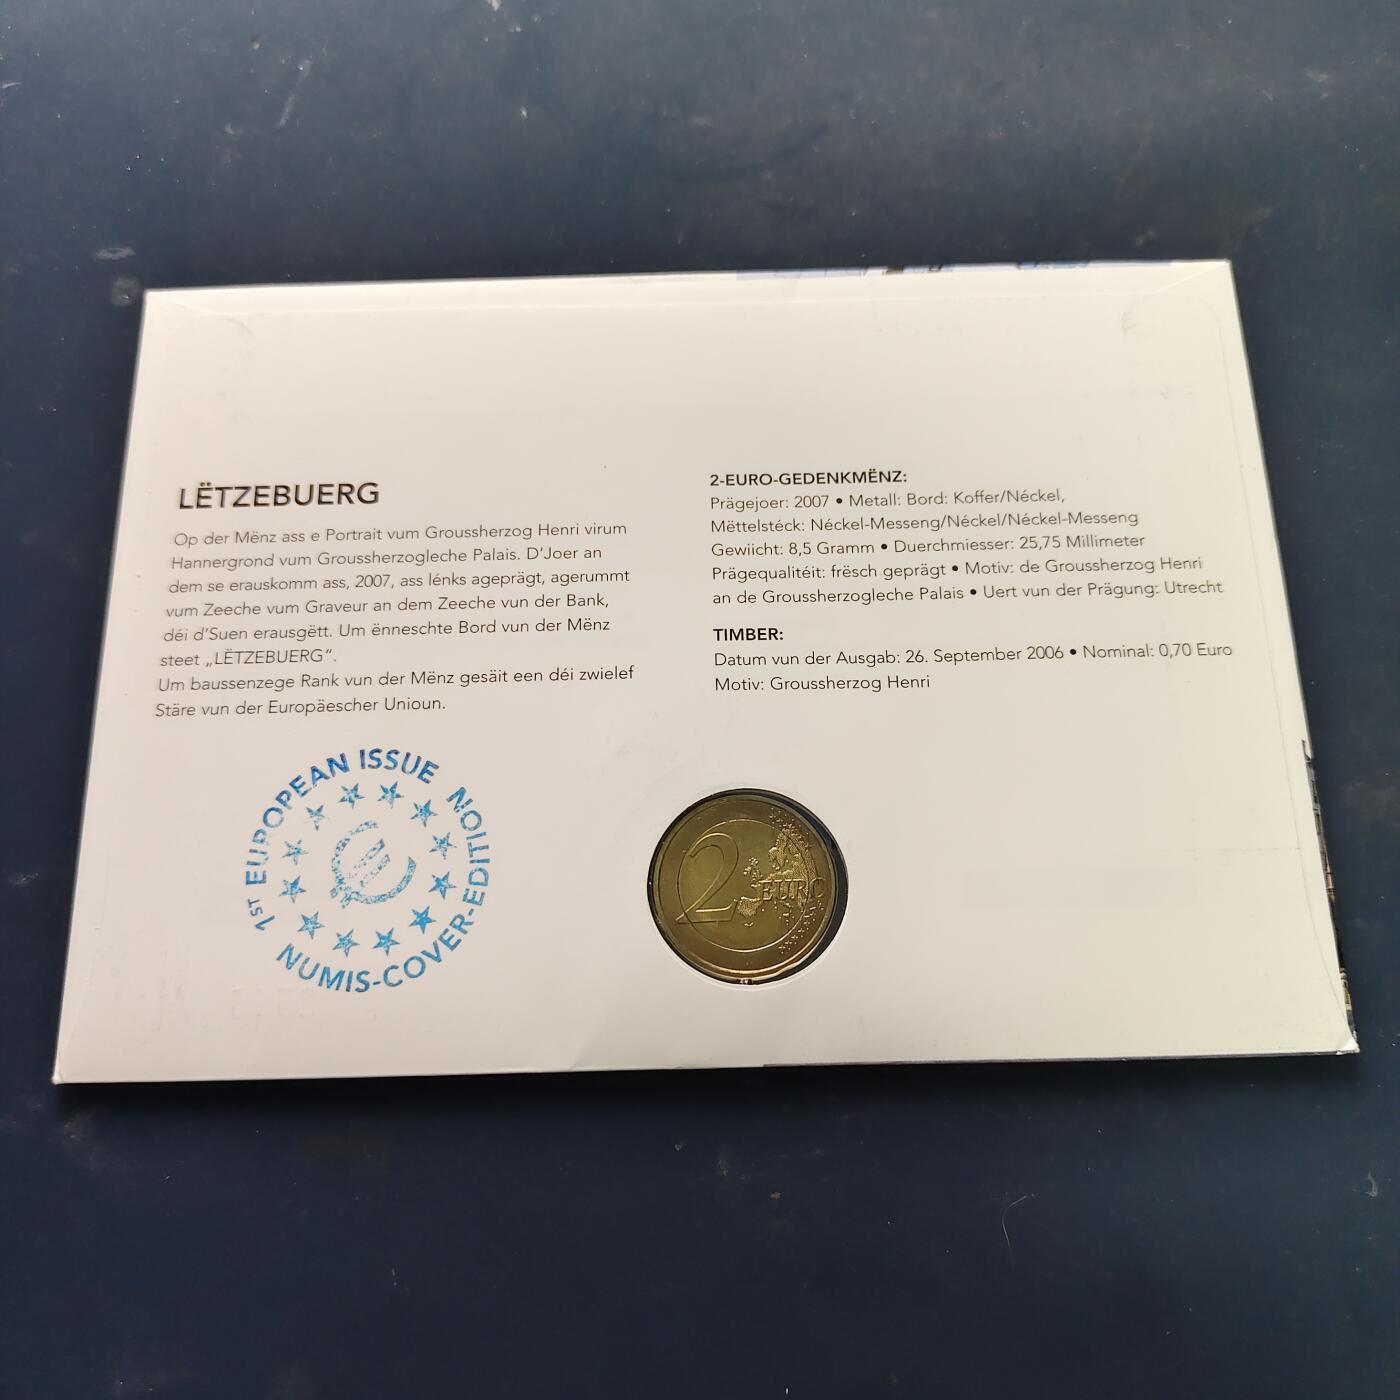 LËTZEBUERG
Op der Mënz ass e Portrait vum Groussherzog Henri virum
Hannergrond vum Groussherzogleche Palais. D'Joer an
dem se erauskomm ass, 2007, ass lénks ageprägt, agerummt
vum Zeeche vum Graveur an dem Zeeche vun der Bank,
déi d'Suen erausgëtt. Um ënneschte Bord vun der Mënz
steet „LËTZEBUERG“.
Um baussenzege Rank vun der Mënz gesäit een déi zwielef
Stäre vun der Europäescher Unioun.
2-EURO-GEDENKMËNZ:
Prägejoer: 2007 • Metall: Bord: Koffer/Néckel,
Mëttelstéck: Néckel-Messeng/Néckel/Néckel-Messeng
Gewiicht: 8,5 Gramm • Duerchmiesser: 25,75 Millimeter
Prägequalitéit: frësch geprägt • Motiv: de Groussherzog Henri
an de Groussherzogleche Palais • Uert vun der Prägung: Utrecht
TIMBER:
Datum vun der Ausgab: 26. September 2006 • Nominal: 0,70 Euro
Motiv: Groussherzog Henri
1ST EUROPEAN ISSUE
NUMIS-COVER-EDITION
€
2 EURO